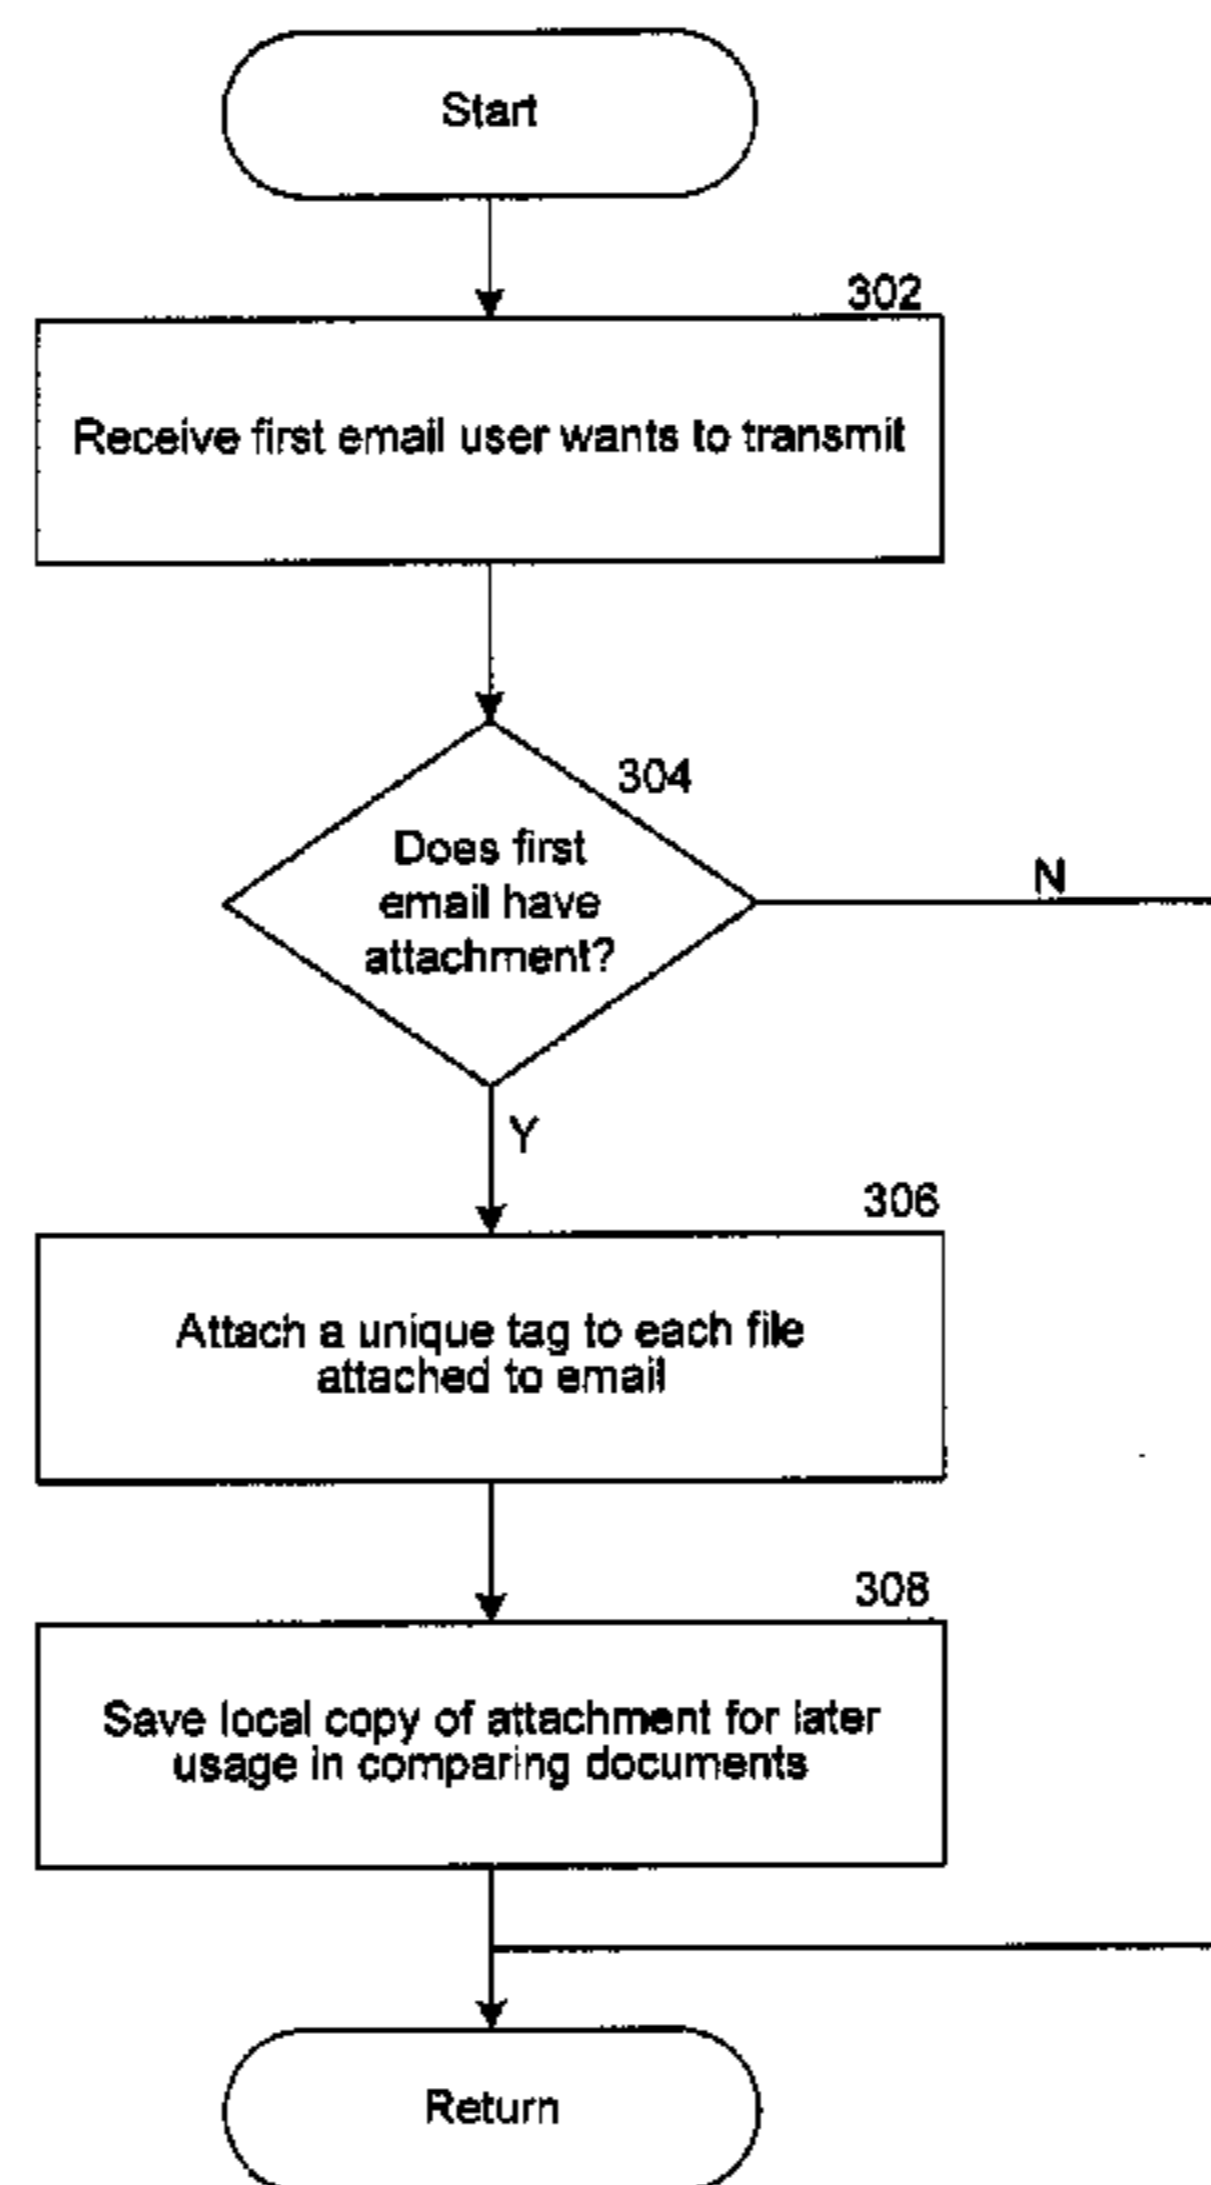 Start
302
Receive first email user wants to transmit
304
Does first
email have
attachment?
N
Y
306
Attach a unique tag to each file
attached to email
308
Save local copy of attachment for later
usage in comparing documents
Return